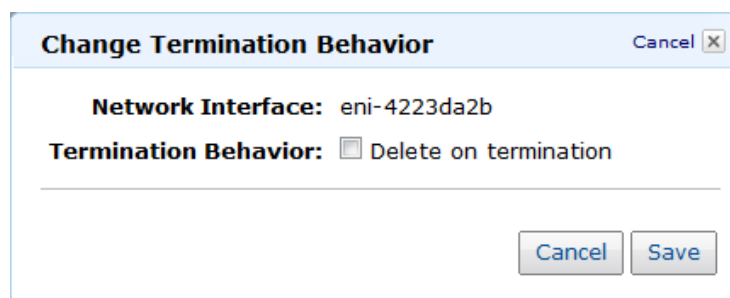 Change Termination Behavior Cancel
Network Interface: eni-4223da2b
Termination Behavior: Delete on termination
Cancel Save